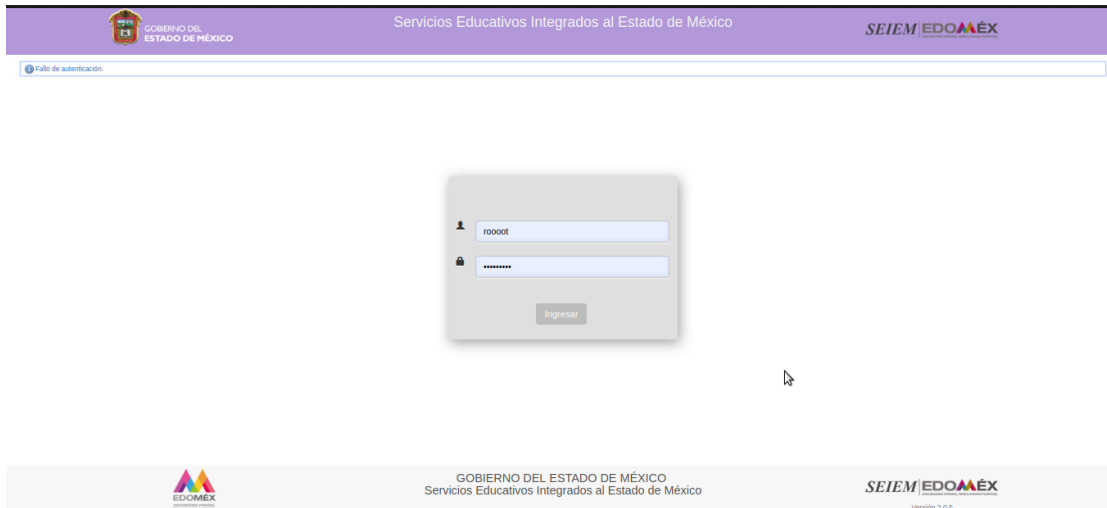 GOBIERNO DEL
ESTADO DE MÉXICO
Servicios Educativos Integrados al Estado de México
SEIEM EDOMÉX
Fallo de autenticación.
roooot
•••••••••
Ingresar
EDOMÉX
GOBIERNO DEL ESTADO DE MÉXICO
Servicios Educativos Integrados al Estado de México
SEIEM EDOMÉX